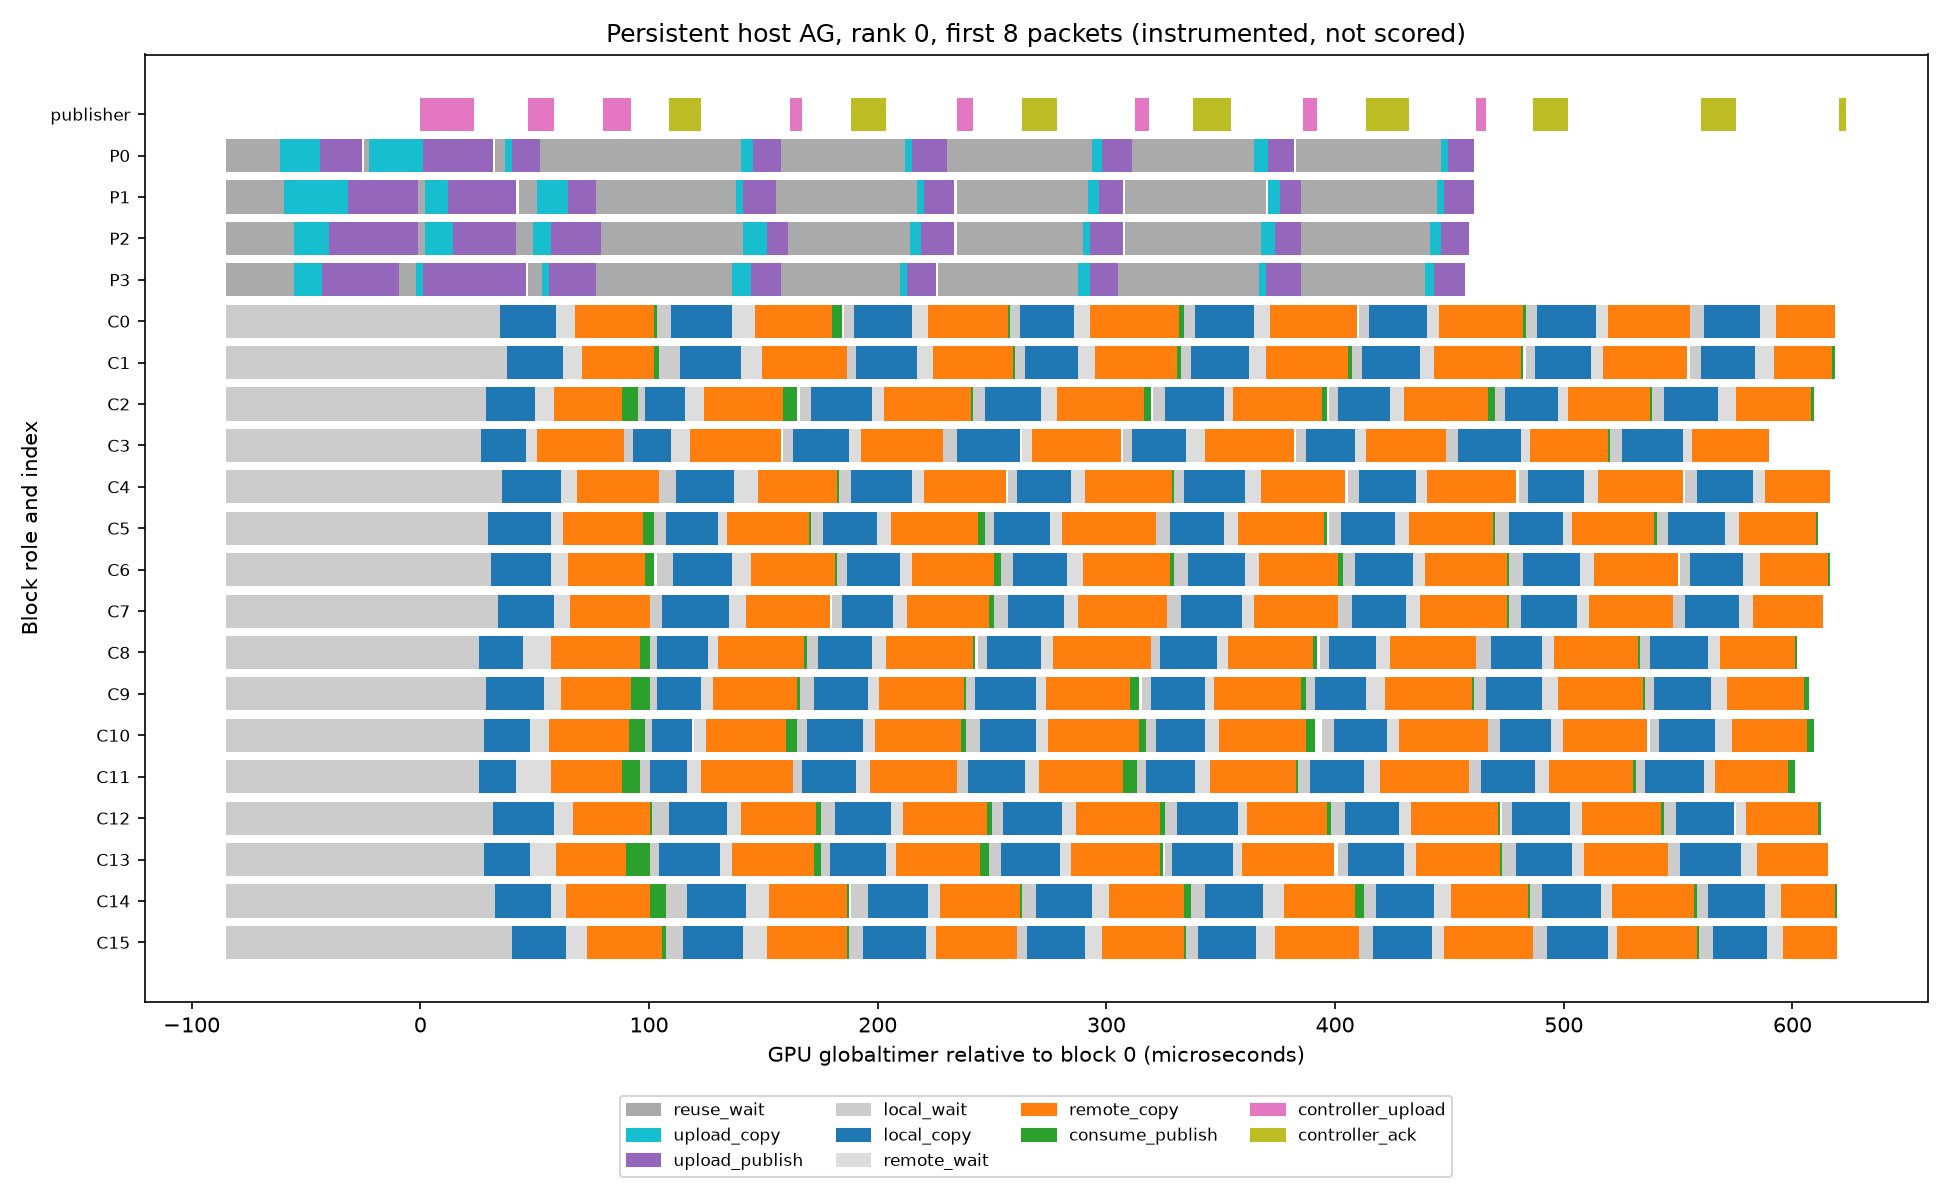 Persistent host AG, rank 0, first 8 packets (instrumented, not scored)
Block role and index
publisher
P0
P1
P2
P3
C0
C1
C2
C3
C4
C5
C6
C7
C8
C9
C10
C11
C12
C13
C14
C15
−100 0 100 200 300 400 500 600
GPU globaltimer relative to block 0 (microseconds)
reuse_wait local_wait remote_copy controller_upload
upload_copy local_copy consume_publish controller_ack
upload_publish remote_wait